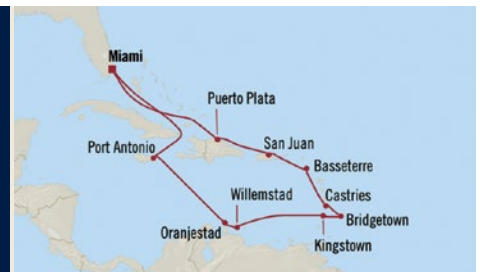 Miami
Puerto Plata
San Juan
Port Antonio
Basseterre
Willemstad
Castries
Bridgetown
Oranjestad
Kingstown